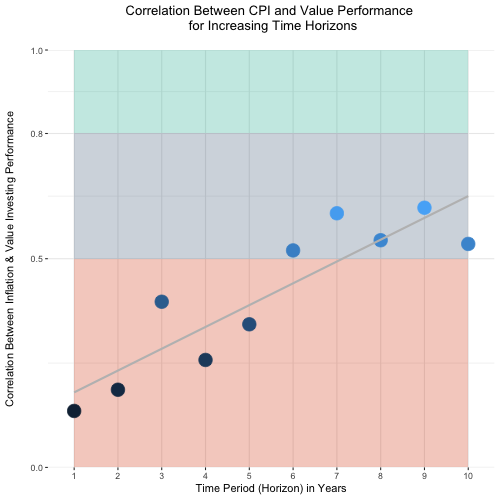 Correlation Between CPI and Value Performance
for Increasing Time Horizons
Correlation Between Inflation & Value Investing Performance
1.0
0.8
0.5
0.0
1 2 3 4 5 6 7 8 9 10
Time Period (Horizon) in Years